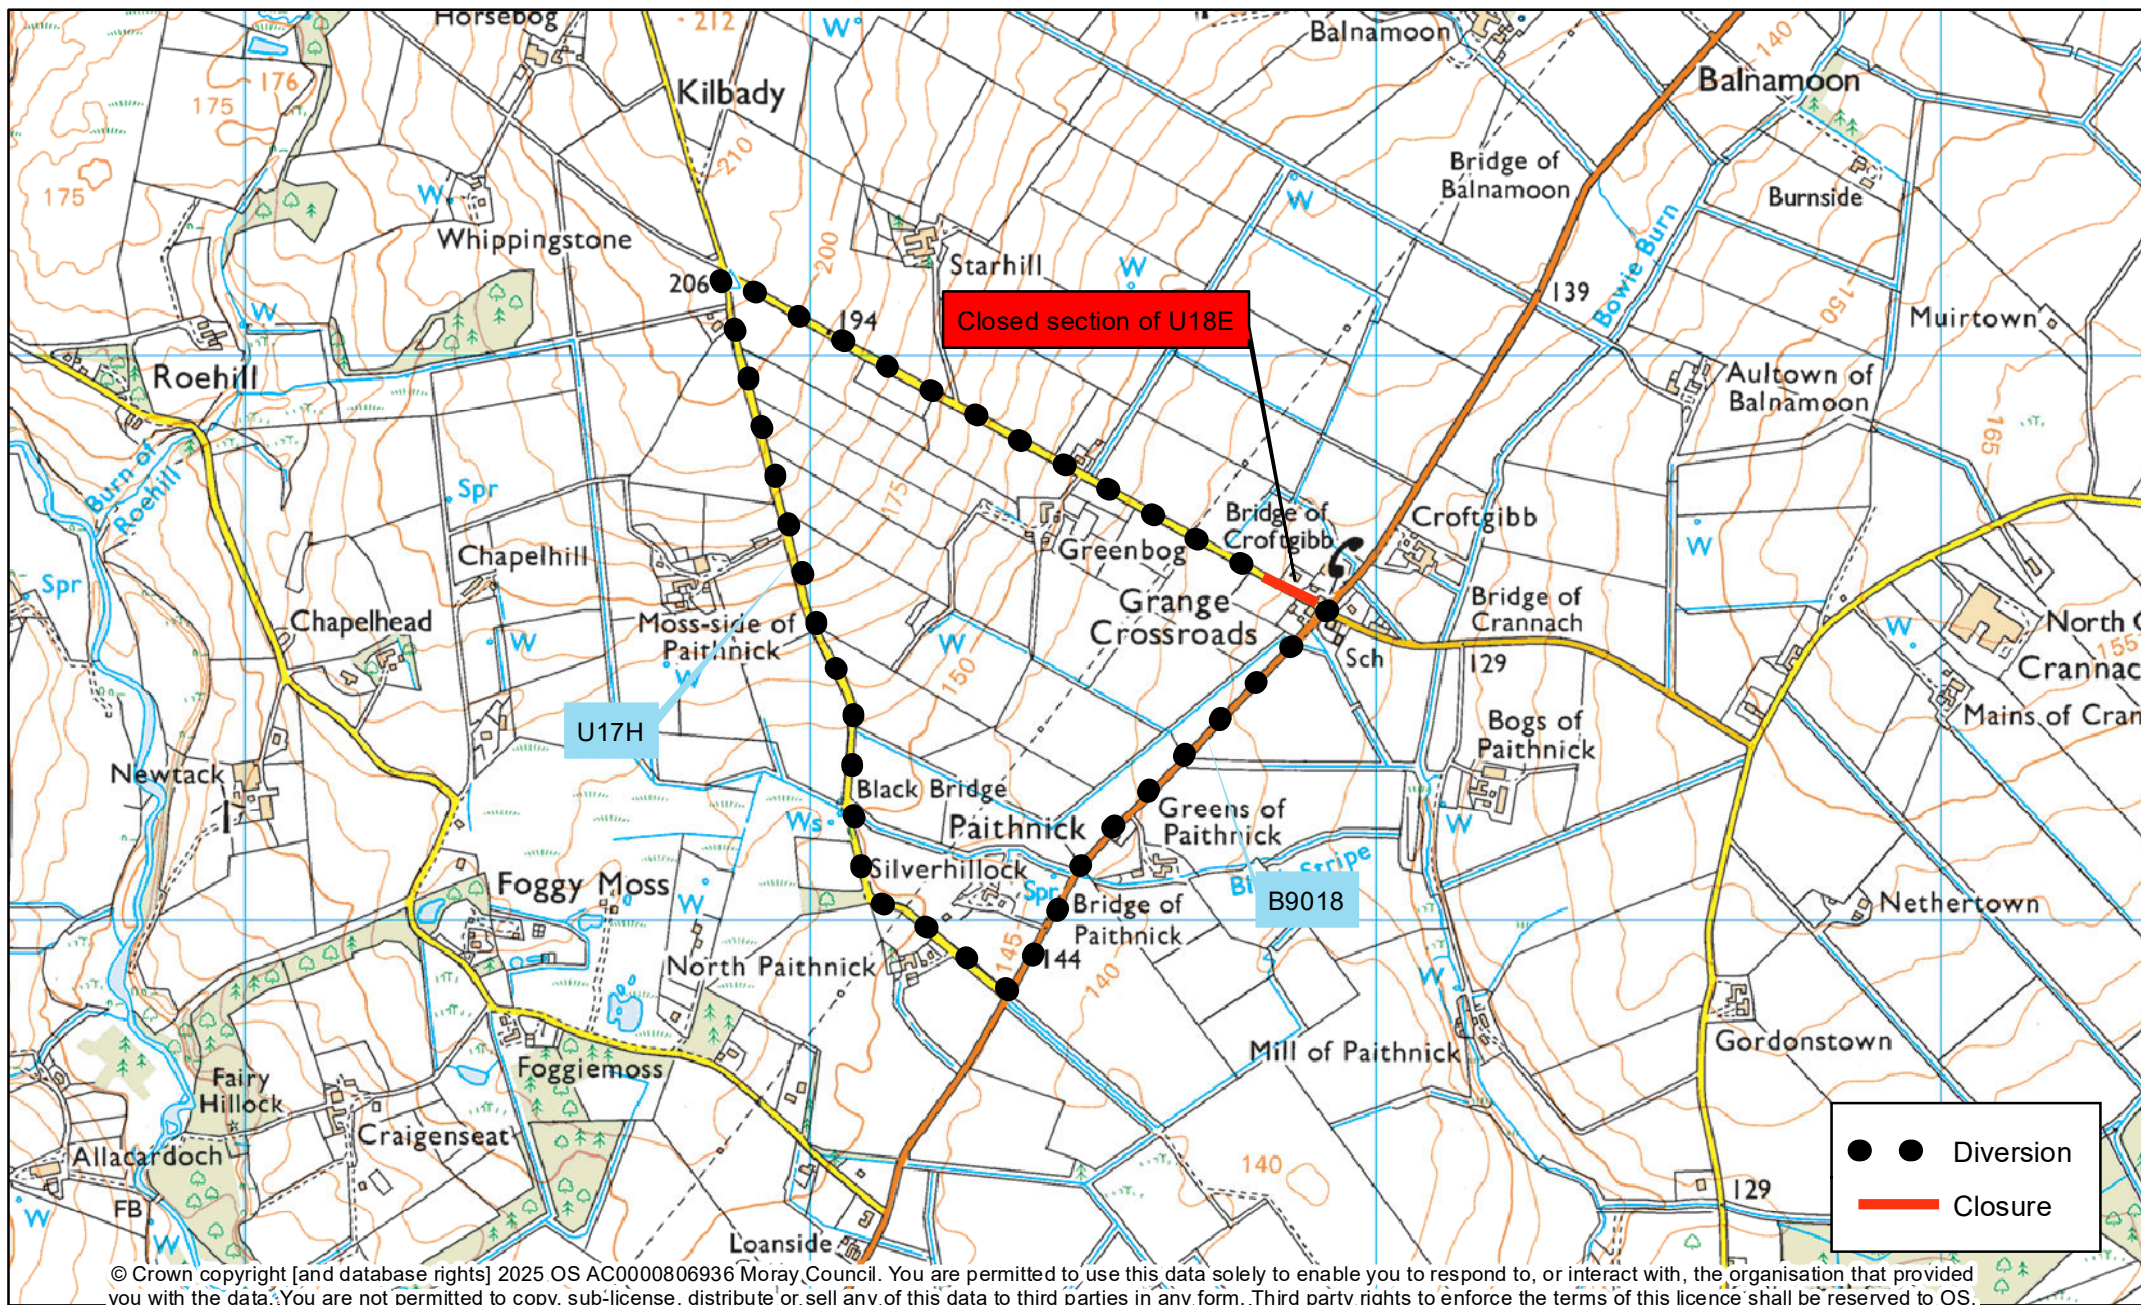 Horsebog
212
W
Balnamoon
140
Balnamoon
176
175
Kilbady
210
Bridge of
Balnamoon
175
W
Whippingstone
W
Burnside
200
Starhill
W
Bowie Burn
206
139
150
Muirtown
W
194
Closed section of U18E
Roehill
Aultown of
Balnamoon
165
Burn of
Roehill
Spr
175
Bridge of
Croftgibb
Croftgibb
W
Chapelhill
Greenbog
Spr
Grange
Crossroads
Bridge of
Crannach
Chapelhead
W
Moss-side of
Paithnick
W
W
150
Sch
129
W
North
Crannac
155
Mains of Cran
U17H
Bogs of
Paithnick
Newtack
Black Bridge
Ws
Paithnick
Greens of
Paithnick
W
Silverhillock
Foggy Moss
W
Spr
B9018
Stripe
Bridge of
Paithnick
Nethertown
North Paithnick
145
144
140
W
Gordonstown
Mill of Paithnick
Foggiemoss
Fairy
Hillock
Craigenseat
Allacardoch
140
129
FB
W
W
Loanside
Diversion
Closure
© Crown copyright [and database rights] 2025 OS AC0000806936 Moray Council. You are permitted to use this data solely to enable you to respond to, or interact with, the organisation that provided
you with the data. You are not permitted to copy, sub-license, distribute or sell any of this data to third parties in any form. Third party rights to enforce the terms of this licence shall be reserved to OS.